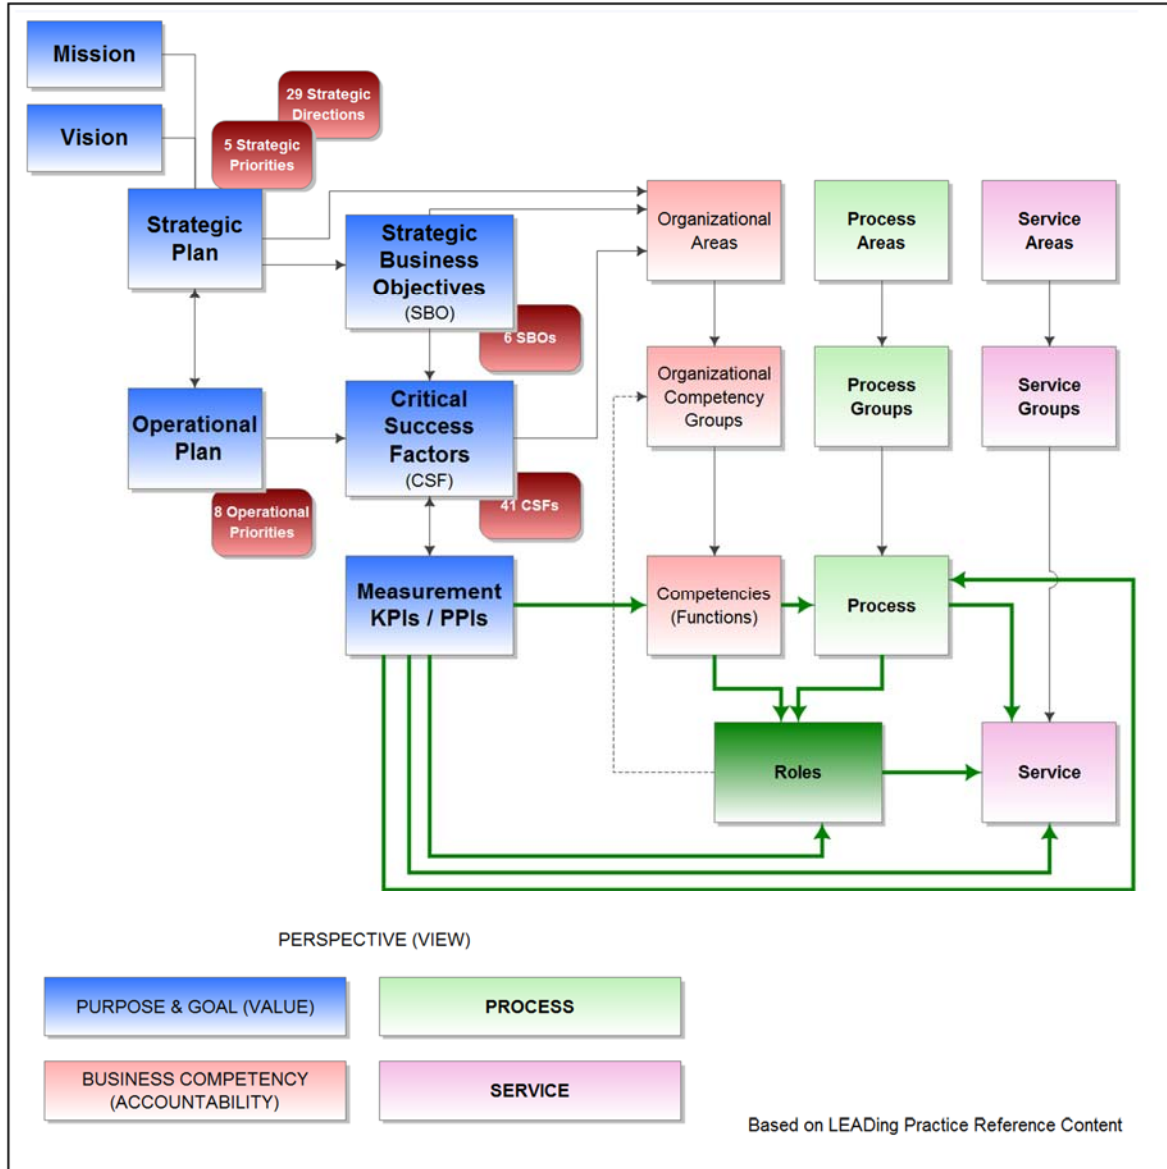 Mission
Vision
29 Strategic
Directions
5 Strategic
Priorities
Strategic
Plan
Strategic
Business
Objectives
(SBO)
6 SBOs
Organizational
Areas
Process
Areas
Service
Areas
Operational
Plan
8 Operational
Priorities
Critical
Success
Factors
(CSF)
41 CSFs
Organizational
Competency
Groups
Process
Groups
Service
Groups
Measurement
KPIs / PPIs
Competencies
(Functions)
Process
Roles
Service
PERSPECTIVE (VIEW)
PURPOSE & GOAL (VALUE)
PROCESS
BUSINESS COMPETENCY
(ACCOUNTABILITY)
SERVICE
Based on LEADing Practice Reference Content